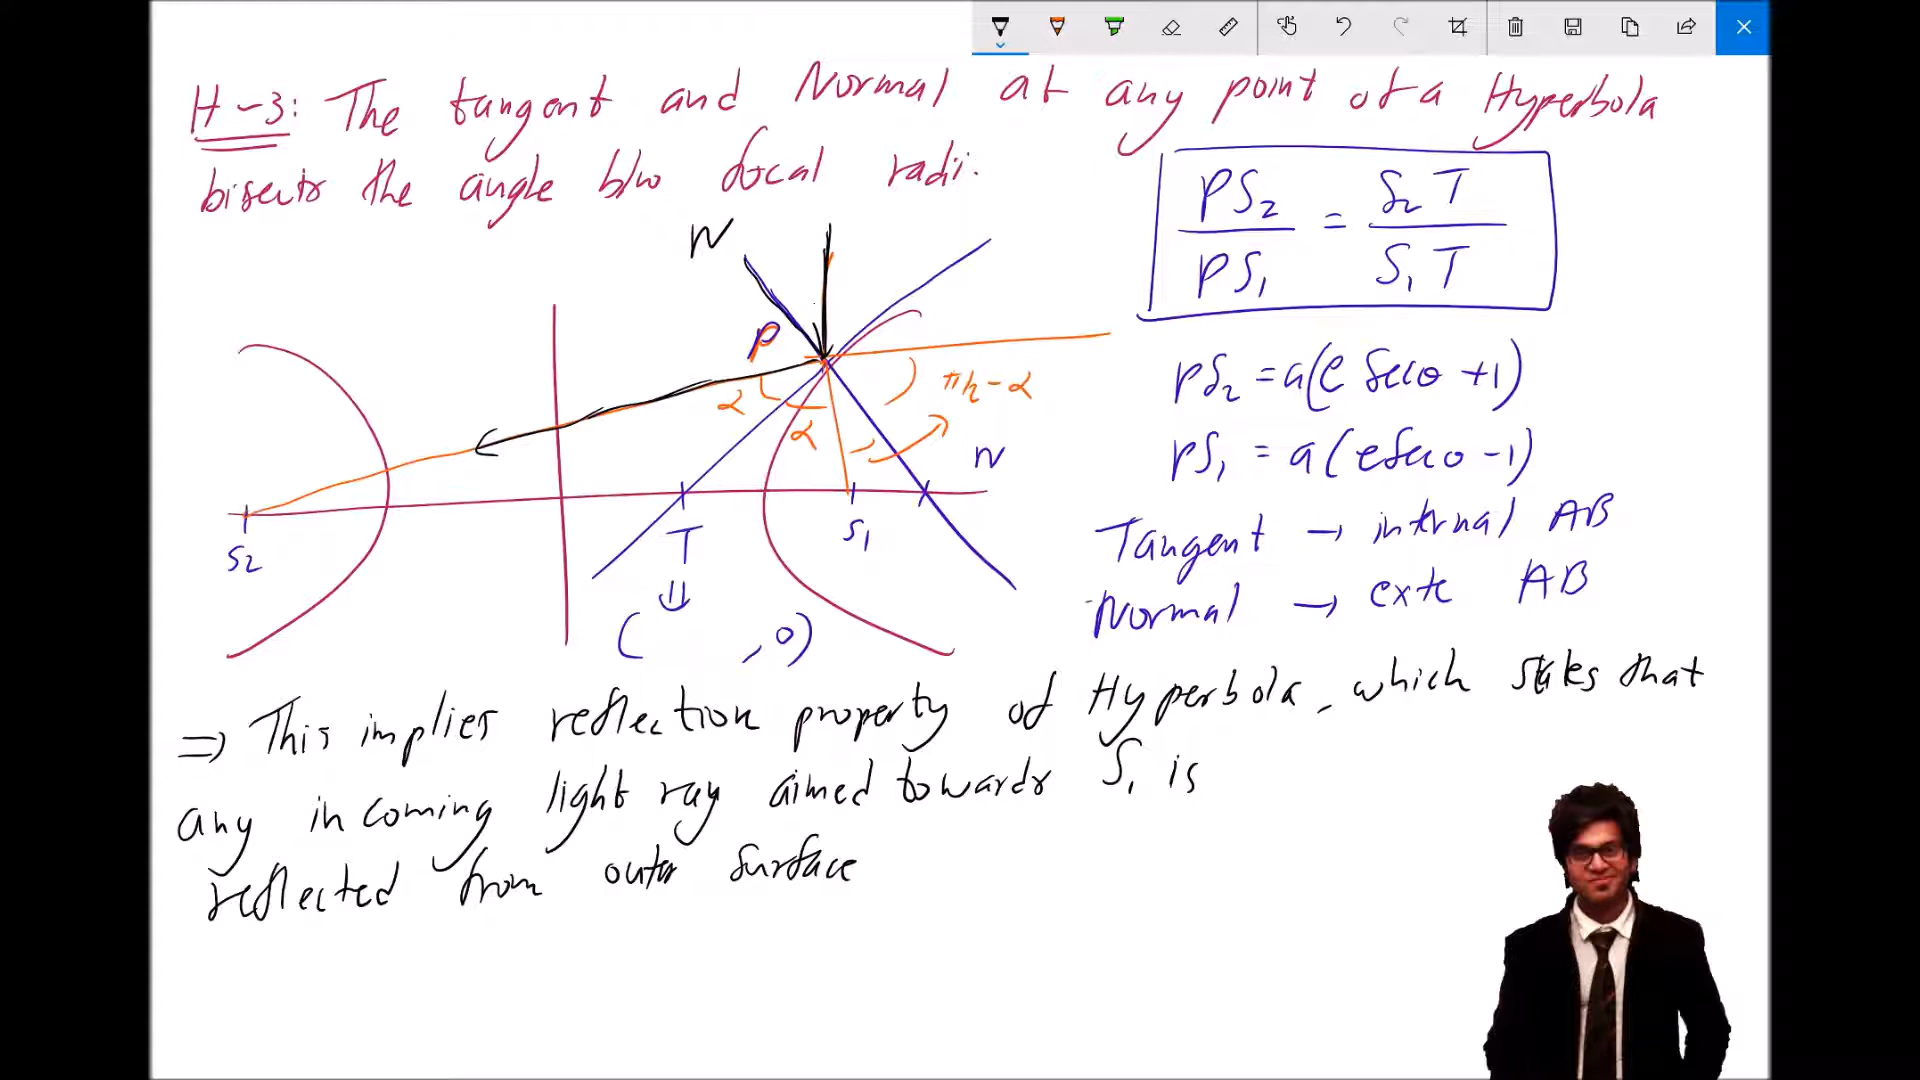 H-3: The tangent and Normal at any point of a Hyperbola
bisects the angle b/w focal radii.
PS₂ / PS₁ = S₂T / S₁T
N
P
π/2 - α
α
α
N
S₂
T
S₁
⇓
( , 0)
PS₂ = a(e secθ + 1)
PS₁ = a(e secθ - 1)
Tangent → internal AB
Normal → exte AB
⇒ This implies reflection property of Hyperbola, which states that
any incoming light ray aimed towards S₁ is
reflected from outer surface